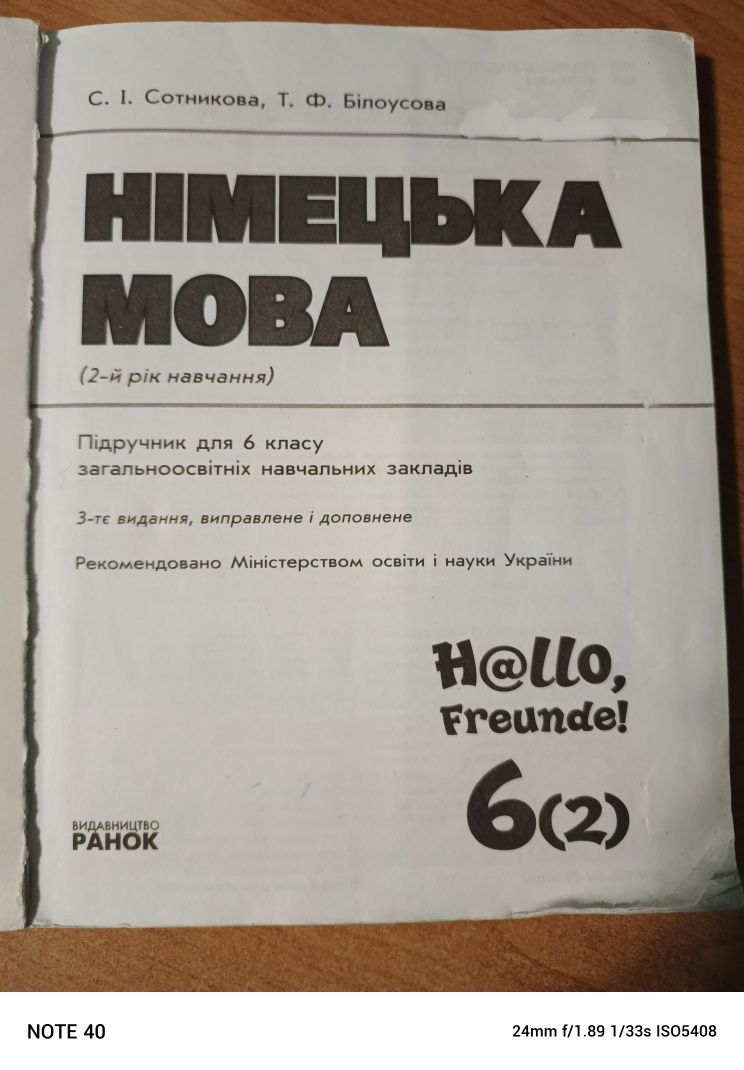 С. І. Сотникова, Т. Ф. Білоусова
НІМЕЦЬКА
МОВА
(2-й рік навчання)
Підручник для 6 класу
загальноосвітніх навчальних закладів
3-тє видання, виправлене і доповнене
Рекомендовано Міністерством освіти і науки України
H@llo,
Freunde!
6(2)
ВИДАВНИЦТВО
РАНОК
NOTE 40
24mm f/1.89 1/33s ISO5408